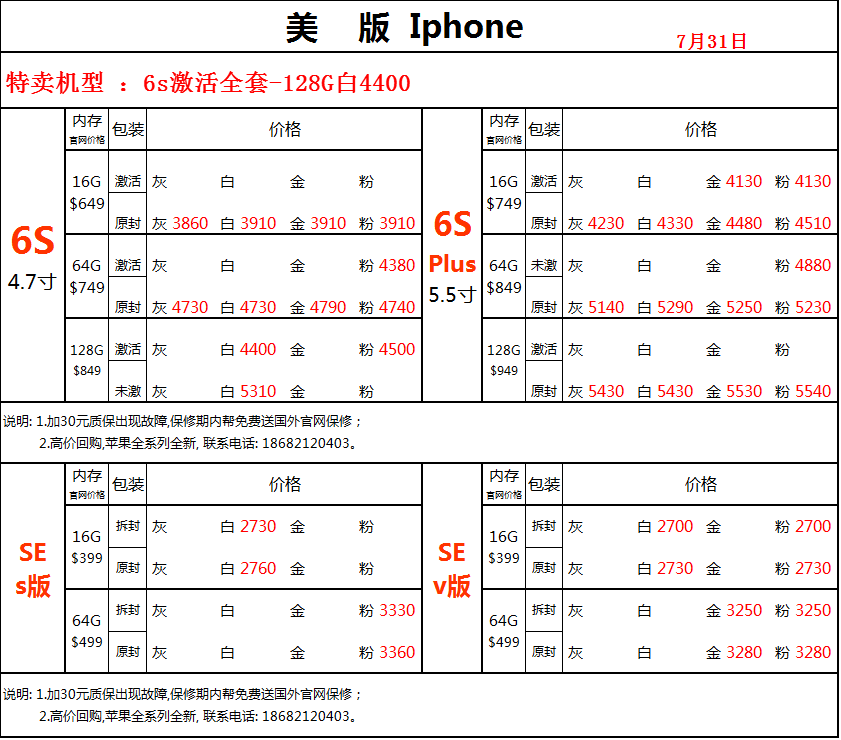 美 版 Iphone
7月31日
特卖机型 ：6s激活全套-128G白4400
内存 官网价格 包装 价格
6S 4.7寸
16G $649
激活 灰 白 金 粉
原封 灰 3860 白 3910 金 3910 粉 3910
64G $749
激活 灰 白 金 粉 4380
原封 灰 4730 白 4730 金 4790 粉 4740
128G $849
激活 灰 白 4400 金 粉 4500
未激 灰 白 5310 金 粉
内存 官网价格 包装 价格
6S Plus 5.5寸
16G $749
激活 灰 白 金 4130 粉 4130
原封 灰 4230 白 4330 金 4480 粉 4510
64G $849
未激 灰 白 金 粉 4880
原封 灰 5140 白 5290 金 5250 粉 5230
128G $949
激活 灰 白 金 粉
原封 灰 5430 白 5430 金 5530 粉 5540
说明: 1.加30元质保出现故障,保修期内帮免费送国外官网保修；
2.高价回购,苹果全系列全新, 联系电话: 18682120403。
内存 官网价格 包装 价格
SE s版
16G $399
拆封 灰 白 2730 金 粉
原封 灰 白 2760 金 粉
64G $499
拆封 灰 白 金 粉 3330
原封 灰 白 金 粉 3360
内存 官网价格 包装 价格
SE v版
16G $399
拆封 灰 白 2700 金 粉 2700
原封 灰 白 2730 金 粉 2730
64G $499
拆封 灰 白 金 3250 粉 3250
原封 灰 白 金 3280 粉 3280
说明: 1.加30元质保出现故障,保修期内帮免费送国外官网保修；
2.高价回购,苹果全系列全新, 联系电话: 18682120403。